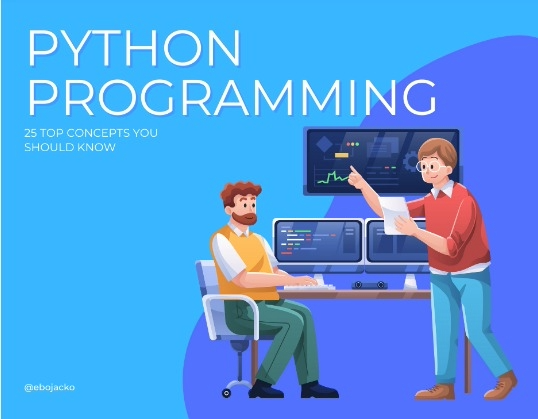 PYTHON
PROGRAMMING
25 TOP CONCEPTS YOU
SHOULD KNOW
@ebojacko